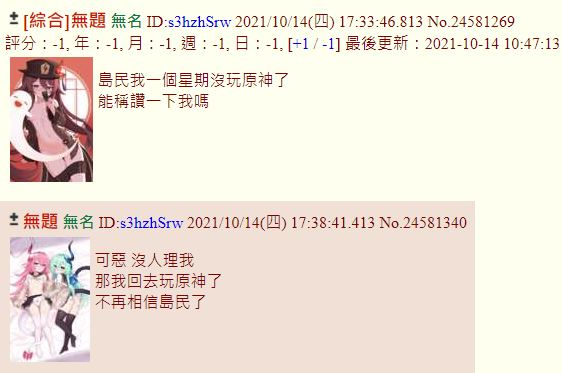 [綜合]無題 無名 ID:s3hzhSrw 2021/10/14(四) 17:33:46.813 No.24581269
評分：-1, 年：-1, 月：-1, 週：-1, 日：-1, [+1 / -1] 最後更新：2021-10-14 10:47:13
島民我一個星期沒玩原神了
能稱讚一下我嗎
無題 無名 ID:s3hzhSrw 2021/10/14(四) 17:38:41.413 No.24581340
可惡 沒人理我
那我回去玩原神了
不再相信島民了